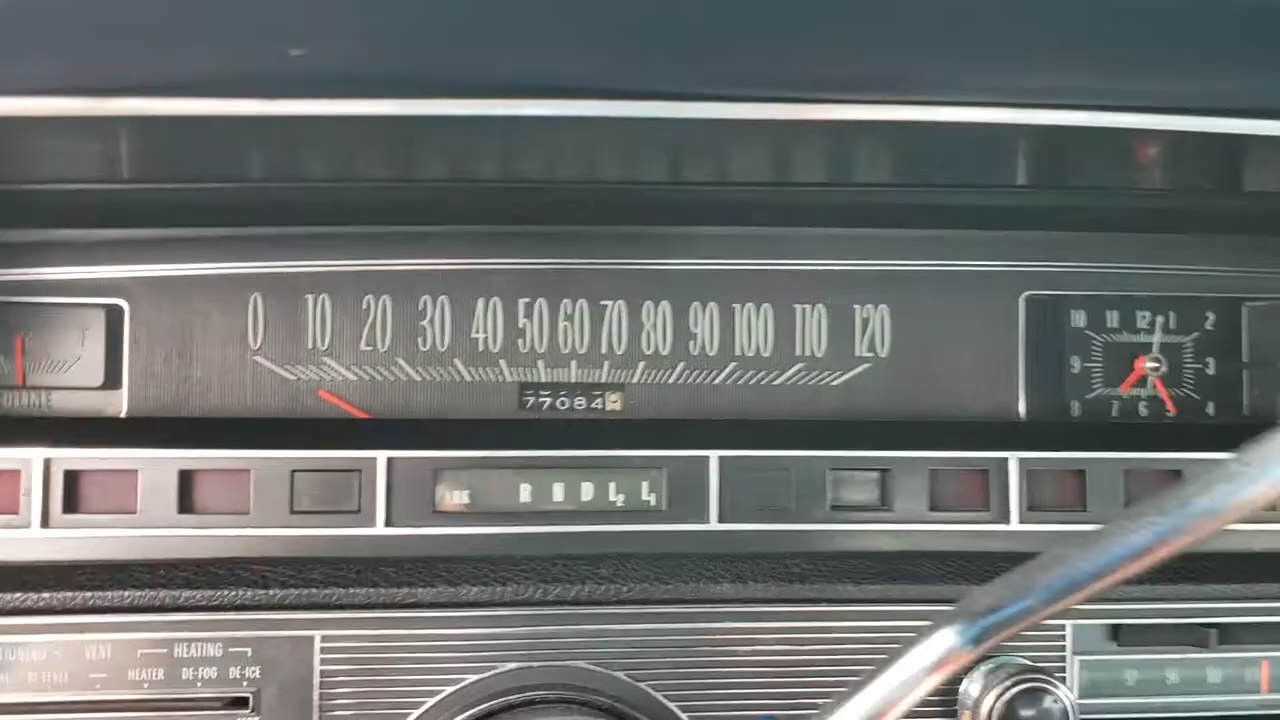 0 10 20 30 40 50 60 70 80 90 100 110 120
F
10 11 12 1 2
9 3
8 7 6 5 4
77084
R N D L2 L1
VENT HEATING
HEATER DE-FOG DE-ICE